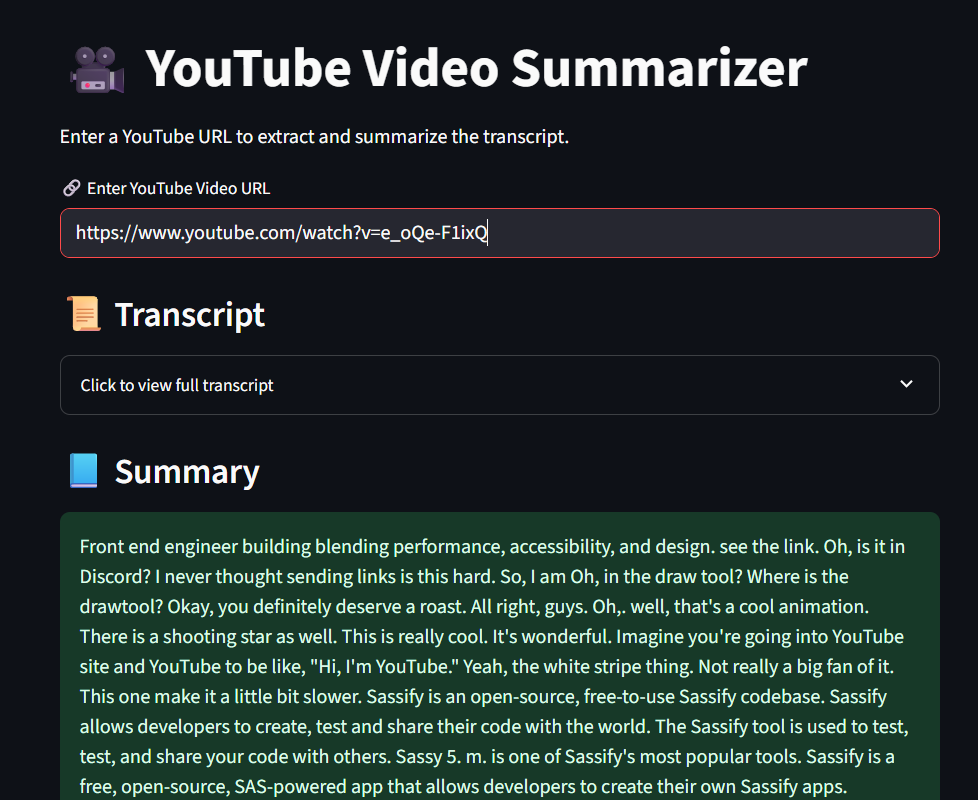 YouTube Video Summarizer
Enter a YouTube URL to extract and summarize the transcript.
Enter YouTube Video URL
https://www.youtube.com/watch?v=e_oQe-F1ixQ
Transcript
Click to view full transcript
Summary
Front end engineer building blending performance, accessibility, and design. see the link. Oh, is it in
Discord? I never thought sending links is this hard. So, I am Oh, in the draw tool? Where is the
drawtool? Okay, you definitely deserve a roast. All right, guys. Oh,. well, that's a cool animation.
There is a shooting star as well. This is really cool. It's wonderful. Imagine you're going into YouTube
site and YouTube to be like, "Hi, I'm YouTube." Yeah, the white stripe thing. Not really a big fan of it.
This one make it a little bit slower. Sassify is an open-source, free-to-use Sassify codebase. Sassify
allows developers to create, test and share their code with the world. The Sassify tool is used to test,
test, and share your code with others. Sassy 5. m. is one of Sassify's most popular tools. Sassify is a
free, open-source, SAS-powered app that allows developers to create their own Sassify apps.